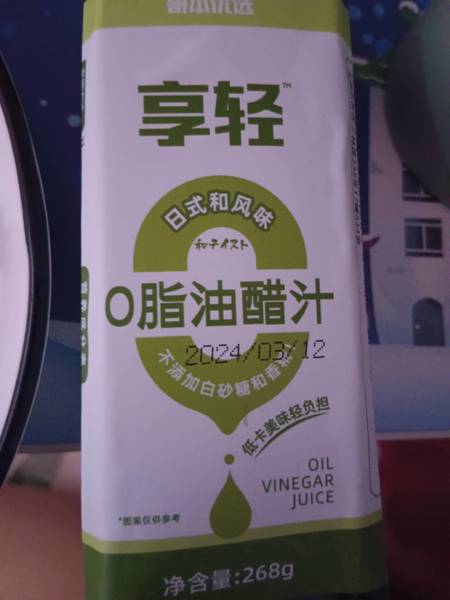 享轻™
日式和风味
和テイスト
0脂油醋汁
2024/03/12
不添加白砂糖和香精
低卡美味轻负担
OIL
VINEGAR
JUICE
*图案仅供参考
净含量:268g